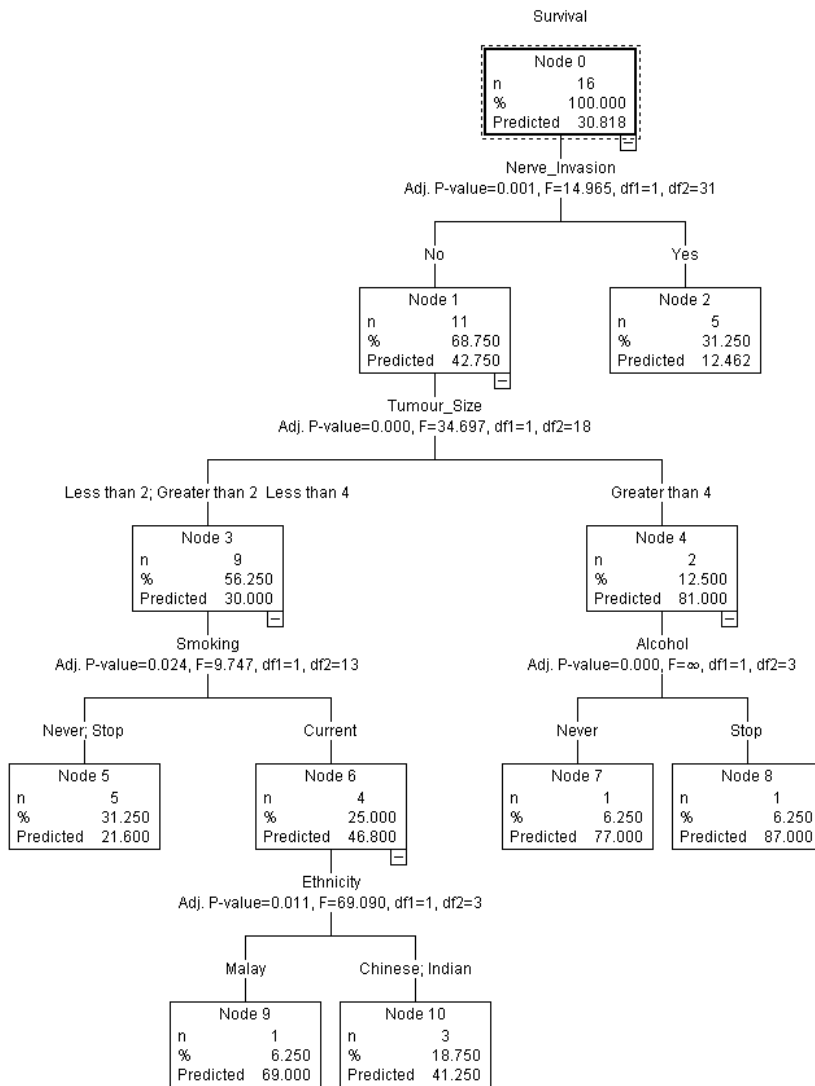 Survival
Node 0
n 16
% 100.000
Predicted 30.818
Nerve_Invasion
Adj. P-value=0.001, F=14.965, df1=1, df2=31
No
Yes
Node 1
n 11
% 68.750
Predicted 42.750
Node 2
n 5
% 31.250
Predicted 12.462
Tumour_Size
Adj. P-value=0.000, F=34.697, df1=1, df2=18
Less than 2; Greater than 2 Less than 4
Greater than 4
Node 3
n 9
% 56.250
Predicted 30.000
Node 4
n 2
% 12.500
Predicted 81.000
Smoking
Adj. P-value=0.024, F=9.747, df1=1, df2=13
Alcohol
Adj. P-value=0.000, F=∞, df1=1, df2=3
Never; Stop
Current
Never
Stop
Node 5
n 5
% 31.250
Predicted 21.600
Node 6
n 4
% 25.000
Predicted 46.800
Node 7
n 1
% 6.250
Predicted 77.000
Node 8
n 1
% 6.250
Predicted 87.000
Ethnicity
Adj. P-value=0.011, F=69.090, df1=1, df2=3
Malay
Chinese; Indian
Node 9
n 1
% 6.250
Predicted 69.000
Node 10
n 3
% 18.750
Predicted 41.250